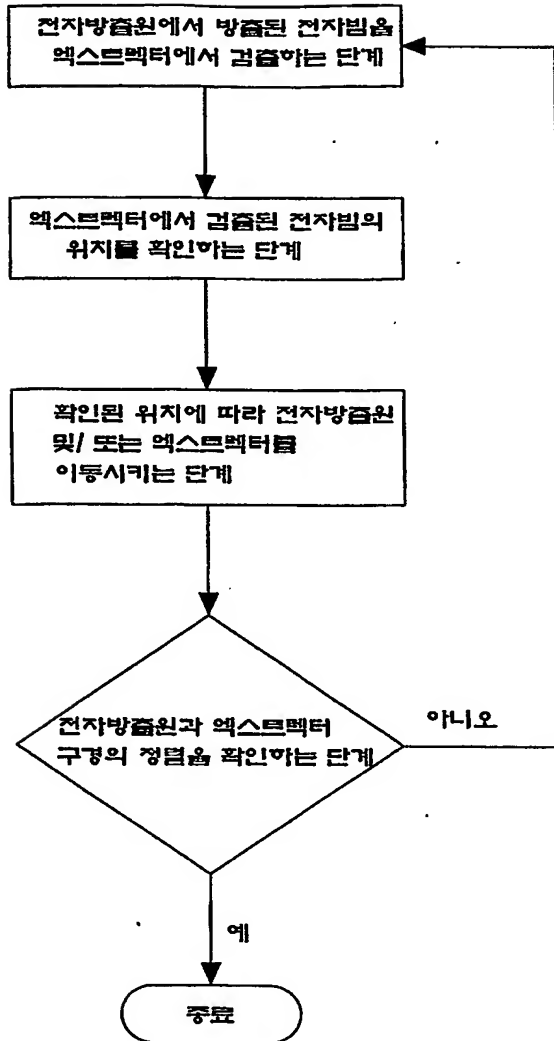 전자방출원에서 방출된 전자빔을
엑스트렉터에서 검출하는 단계
엑스트렉터에서 검출된 전자빔의
위치를 확인하는 단계
확인된 위치에 따라 전자방출원
및/ 또는 엑스트렉터를
이동시키는 단계
전자방출원과 엑스트렉터
구경의 정렬을 확인하는 단계
아니오
예
종료